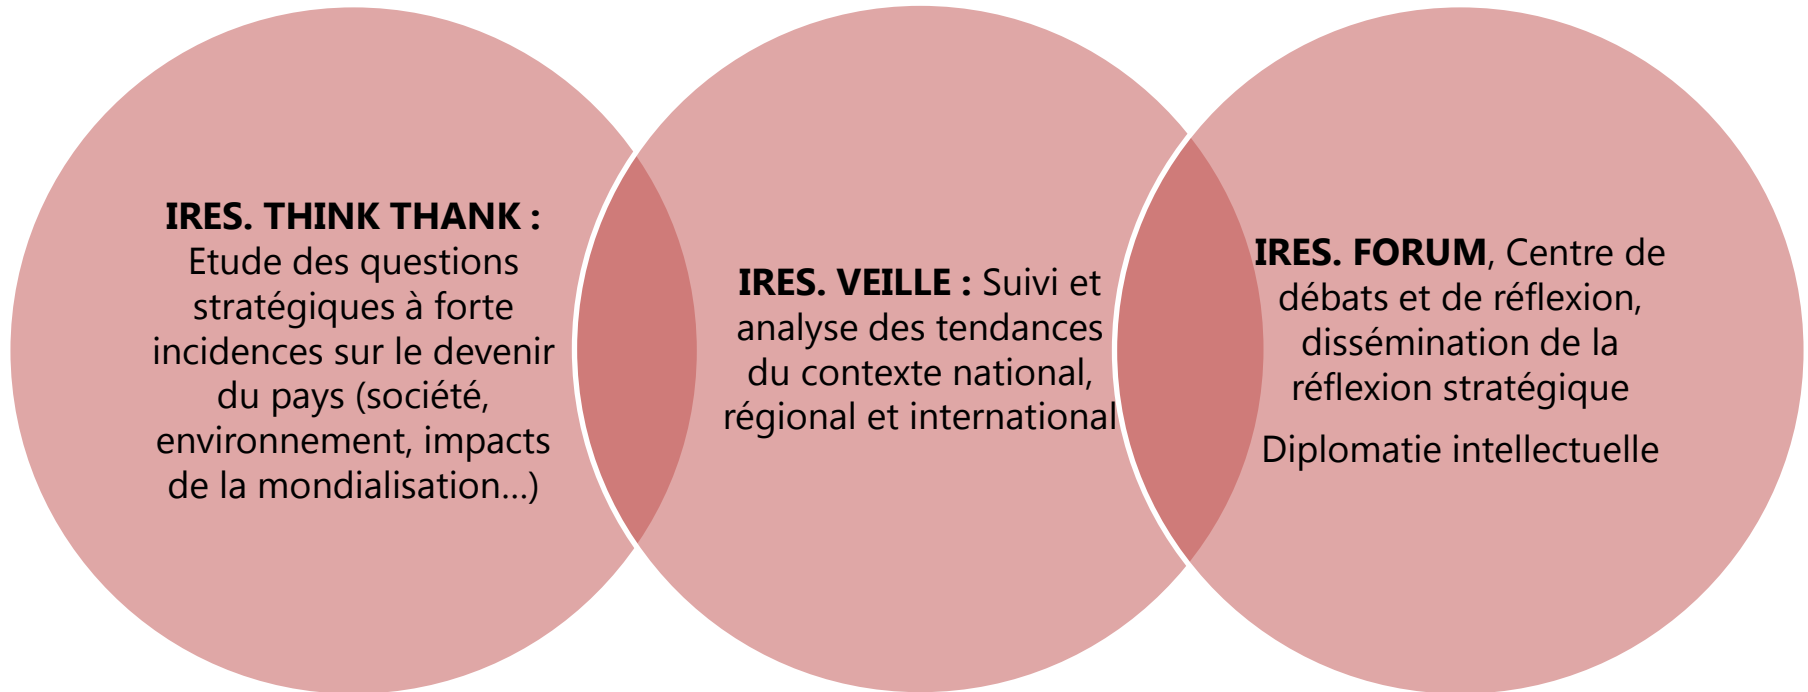 IRES. THINK THANK :
Etude des questions
stratégiques à forte
incidences sur le devenir
du pays (société,
environnement, impacts
de la mondialisation…)
IRES. VEILLE : Suivi et
analyse des tendances
du contexte national,
régional et international
IRES. FORUM, Centre de
débats et de réflexion,
dissémination de la
réflexion stratégique
Diplomatie intellectuelle